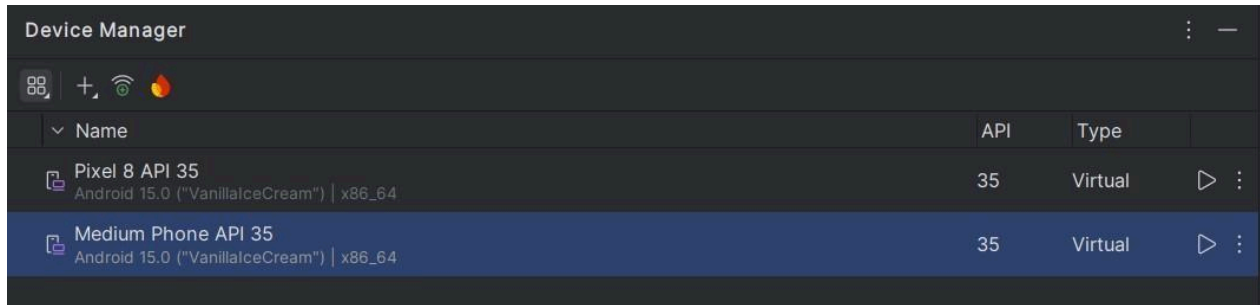 Device Manager
Name API Type
Pixel 8 API 35 35 Virtual
Android 15.0 ("VanillaIceCream") | x86_64
Medium Phone API 35 35 Virtual
Android 15.0 ("VanillaIceCream") | x86_64